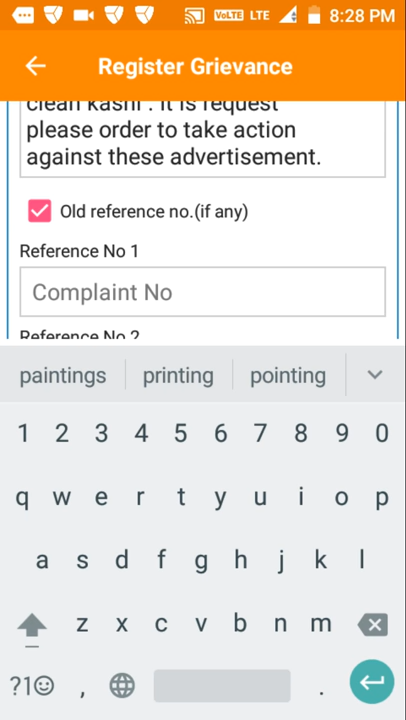 VoLTE LTE 8:28 PM
Register Grievance
clean kashi . It is request
please order to take action
against these advertisement.
Old reference no.(if any)
Reference No 1
Complaint No
Reference No 2
paintings printing pointing
1 2 3 4 5 6 7 8 9 0
q w e r t y u i o p
a s d f g h j k l
z x c v b n m
?1☺ , .